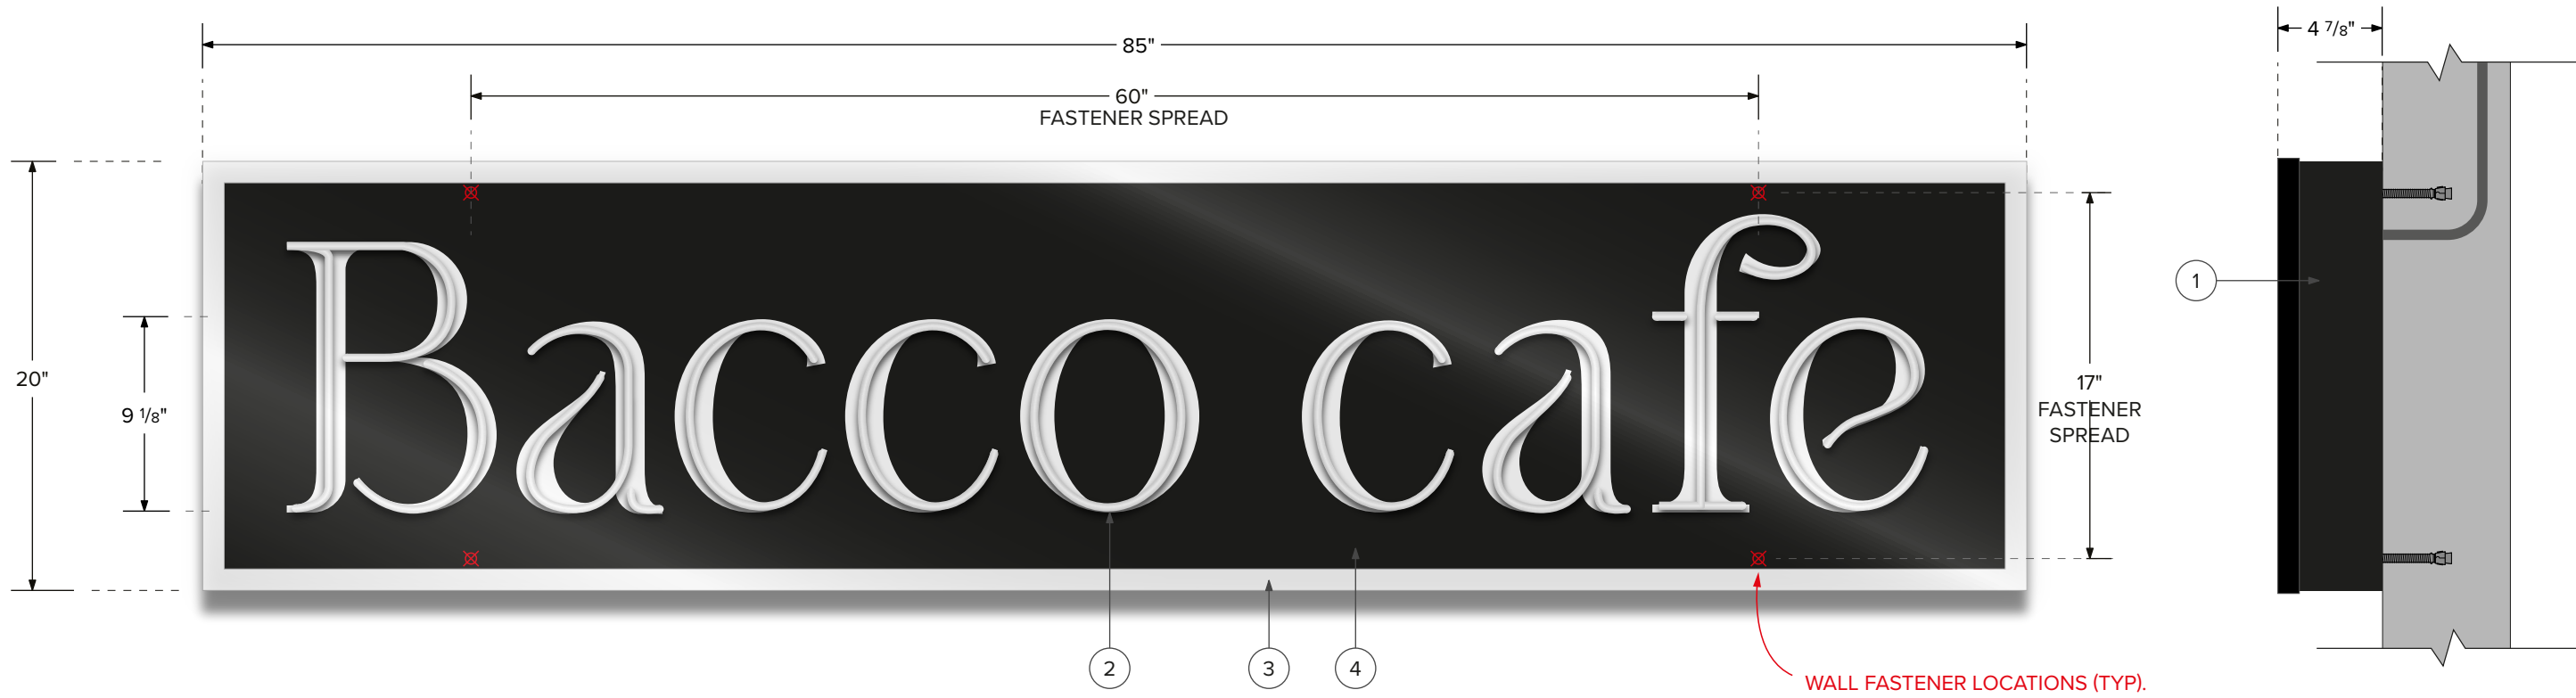 85"
4 7/8"
60"
FASTENER SPREAD
20"
9 1/8"
Bacco cafe
17"
FASTENER
SPREAD
1
2
3
4
WALL FASTENER LOCATIONS (TYP).